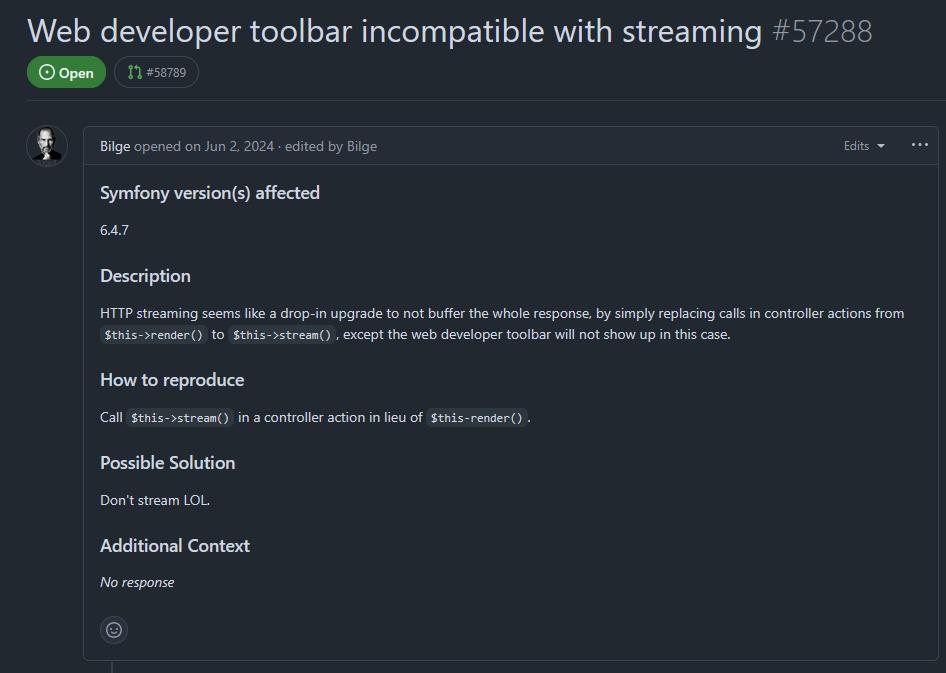 Web developer toolbar incompatible with streaming #57288
Open #58789
Bilge opened on Jun 2, 2024 · edited by Bilge Edits
Symfony version(s) affected
6.4.7
Description
HTTP streaming seems like a drop-in upgrade to not buffer the whole response, by simply replacing calls in controller actions from
$this->render() to $this->stream(), except the web developer toolbar will not show up in this case.
How to reproduce
Call $this->stream() in a controller action in lieu of $this-render().
Possible Solution
Don't stream LOL.
Additional Context
No response